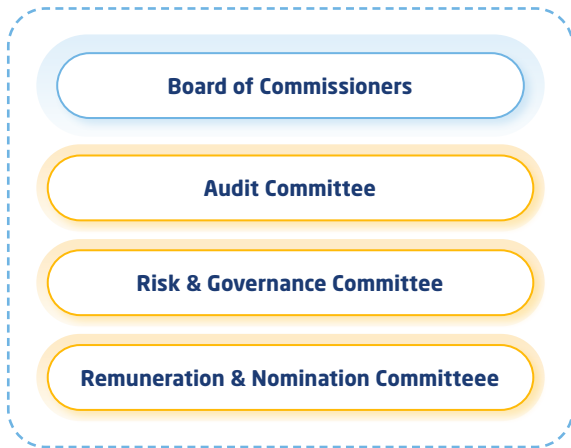 Board of Commissioners
Audit Committee
Risk & Governance Committee
Remuneration & Nomination Committeee